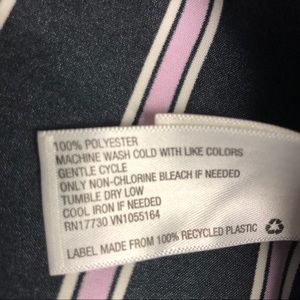 100% POLYESTER
MACHINE WASH COLD WITH LIKE COLORS
GENTLE CYCLE
ONLY NON-CHLORINE BLEACH IF NEEDED
TUMBLE DRY LOW
COOL IRON IF NEEDED
RN17730 VN1055164
LABEL MADE FROM 100% RECYCLED PLASTIC